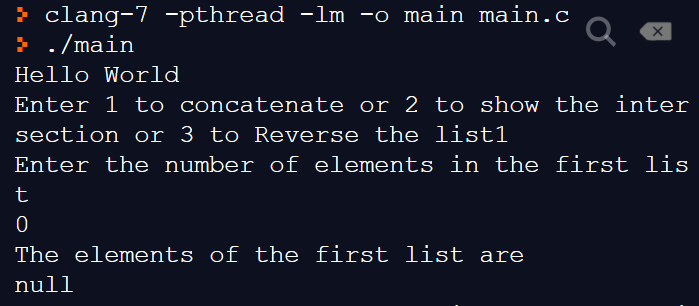 > clang-7 -pthread -lm -o main main.c
> ./main
Hello World
Enter 1 to concatenate or 2 to show the inter
section or 3 to Reverse the list1
Enter the number of elements in the first lis
t
0
The elements of the first list are
null